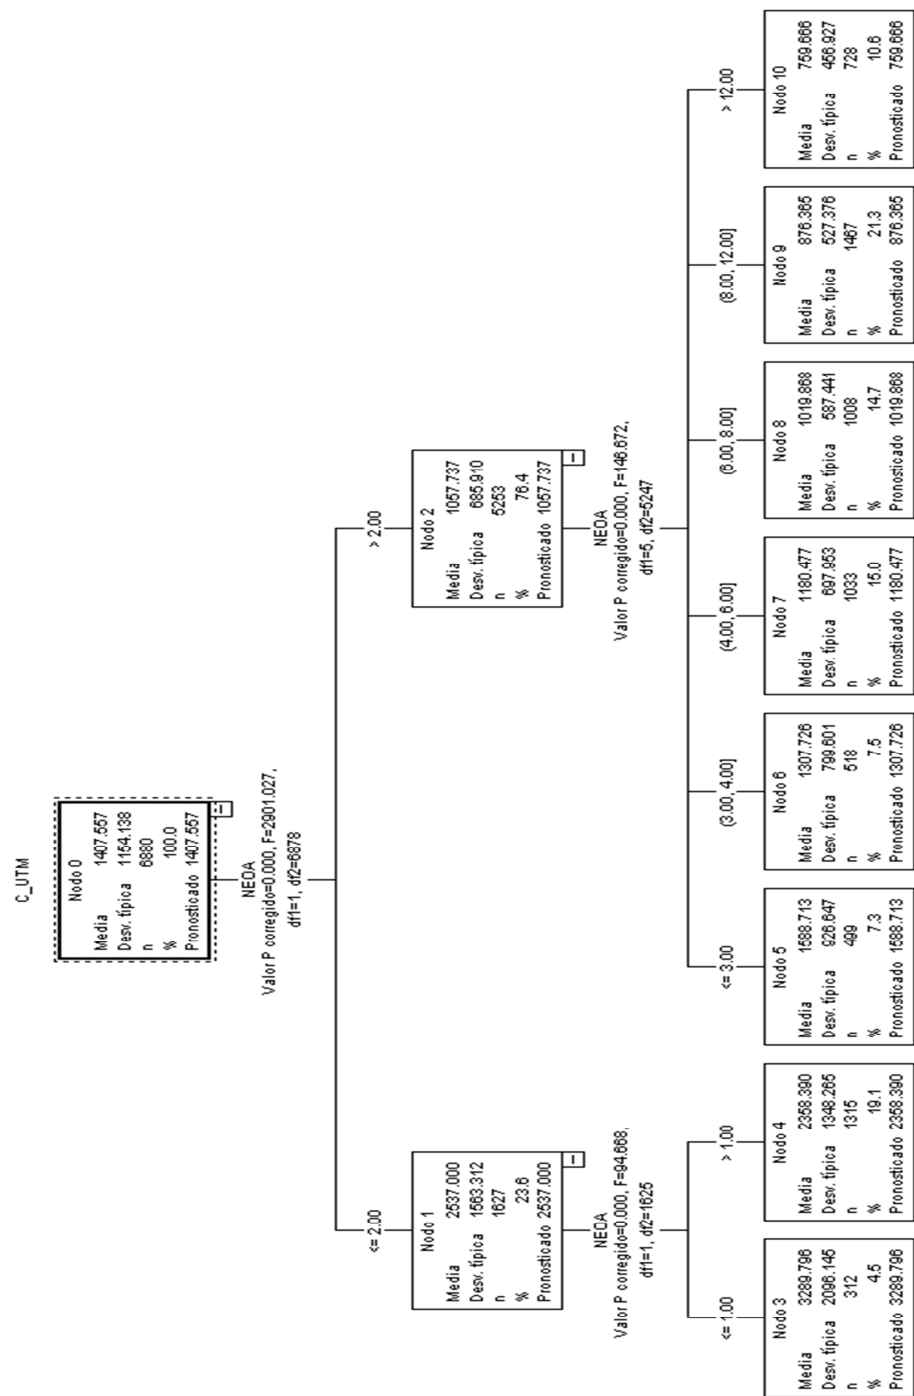 C_UTM
Nodo 0
Media 1407.557
Desv. típica 1154.138
n 6880
% 100.0
Pronosticado 1407.557
NEOA
Valor P corregido=0.000, F=2901.027,
df1=1, df2=6878
<= 2.00
> 2.00
Nodo 1
Media 2537.000
Desv. típica 1563.312
n 1627
% 23.6
Pronosticado 2537.000
NEOA
Valor P corregido=0.000, F=94.668,
df1=1, df2=1625
Nodo 2
Media 1057.737
Desv. típica 685.910
n 5253
% 76.4
Pronosticado 1057.737
NEOA
Valor P corregido=0.000, F=146.672,
df1=5, df2=5247
<= 1.00
> 1.00
<= 3.00
(3.00, 4.00]
(4.00, 6.00]
(6.00, 8.00]
(8.00, 12.00]
> 12.00
Nodo 3
Media 3289.796
Desv. típica 2096.145
n 312
% 4.5
Pronosticado 3289.796
Nodo 4
Media 2358.390
Desv. típica 1348.265
n 1315
% 19.1
Pronosticado 2358.390
Nodo 5
Media 1588.713
Desv. típica 926.647
n 499
% 7.3
Pronosticado 1588.713
Nodo 6
Media 1307.726
Desv. típica 799.601
n 518
% 7.5
Pronosticado 1307.726
Nodo 7
Media 1180.477
Desv. típica 697.953
n 1033
% 15.0
Pronosticado 1180.477
Nodo 8
Media 1019.868
Desv. típica 587.441
n 1008
% 14.7
Pronosticado 1019.868
Nodo 9
Media 876.365
Desv. típica 527.376
n 1467
% 21.3
Pronosticado 876.365
Nodo 10
Media 759.666
Desv. típica 456.927
n 728
% 10.6
Pronosticado 759.666